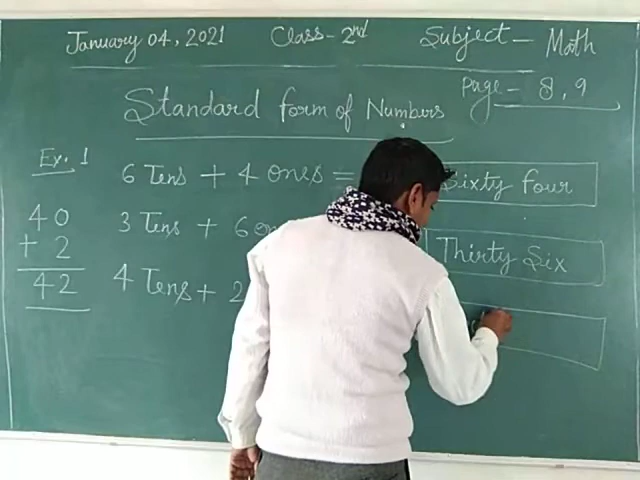 January 04, 2021 Class - 2nd Subject - Math
Page - 8, 9
Standard form of Numbers
Ex. 1
6 Tens + 4 ones = Sixty four
40
+ 2
42
3 Tens + 6 Thirty Six
4 Tens + 2